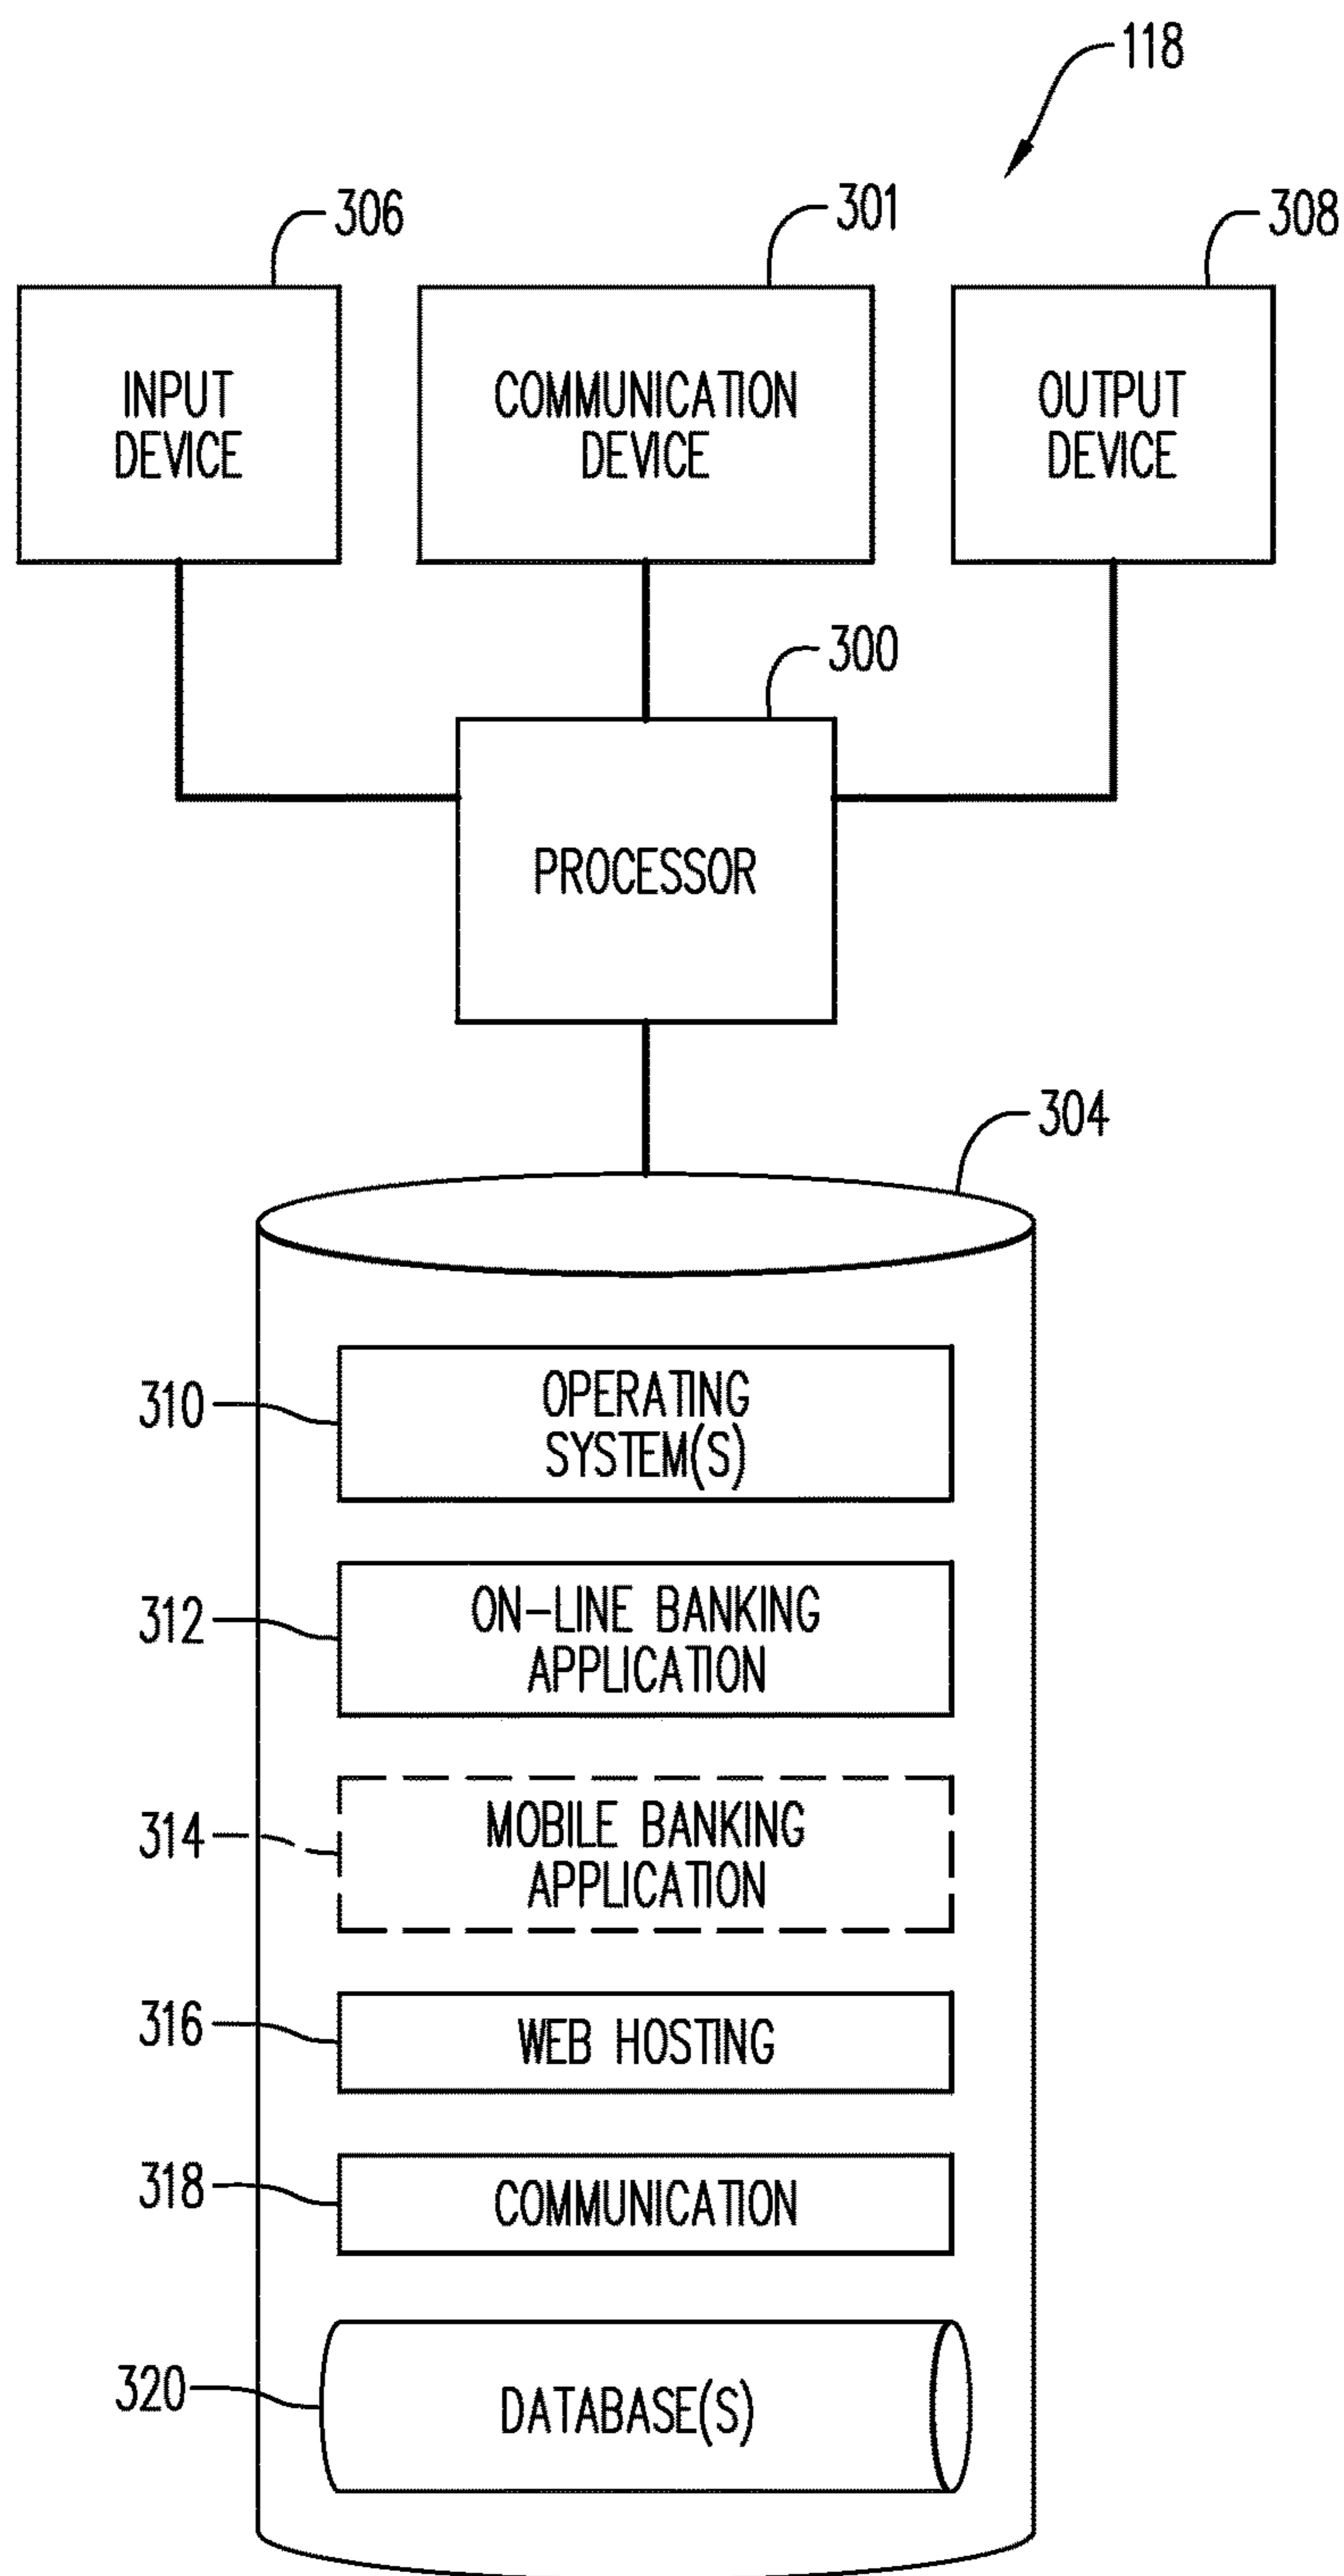 118
306
301
308
INPUT
DEVICE
COMMUNICATION
DEVICE
OUTPUT
DEVICE
300
PROCESSOR
304
310
OPERATING
SYSTEM(S)
312
ON-LINE BANKING
APPLICATION
314
MOBILE BANKING
APPLICATION
316
WEB HOSTING
318
COMMUNICATION
320
DATABASE(S)